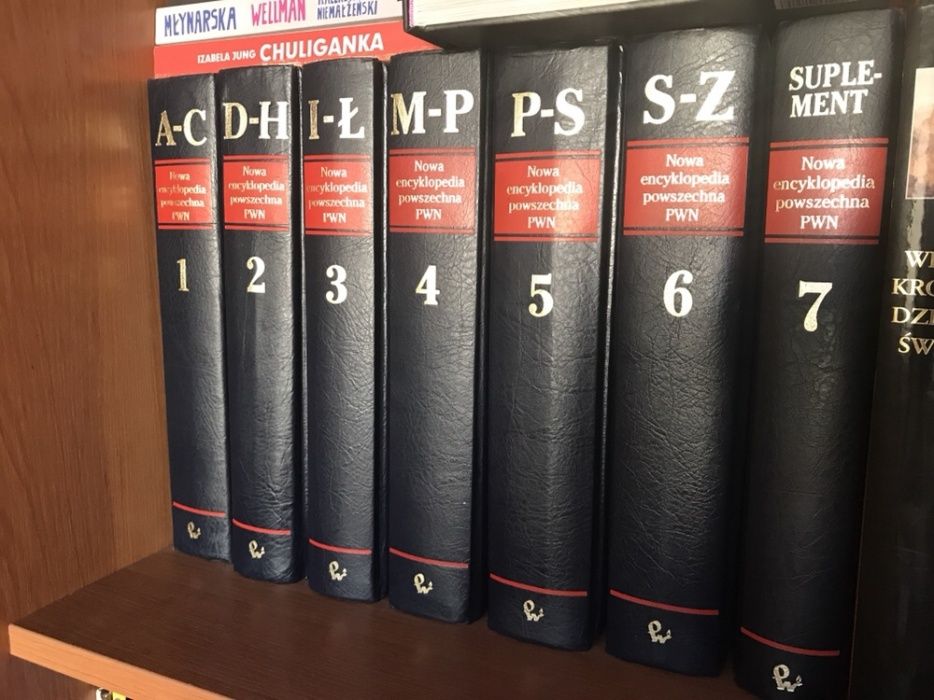 MŁYNARSKA WELLMAN
NIEMAŁŻEŃSKI
IZABELA JUNG CHULIGANKA
A-C
Nowa
encyklopedia
powszechna
PWN
1
D-H
Nowa
encyklopedia
powszechna
PWN
2
I-Ł
Nowa
encyklopedia
powszechna
PWN
3
M-P
Nowa
encyklopedia
powszechna
PWN
4
P-S
Nowa
encyklopedia
powszechna
PWN
5
S-Z
Nowa
encyklopedia
powszechna
PWN
6
SUPLE-
MENT
Nowa
encyklopedia
powszechna
PWN
7